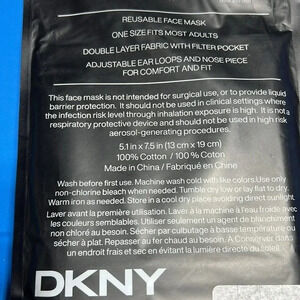 REUSABLE FACE MASK
ONE SIZE FITS MOST ADULTS
DOUBLE LAYER FABRIC WITH FILTER POCKET
ADJUSTABLE EAR LOOPS AND NOSE PIECE
FOR COMFORT AND FIT
This face mask is not intended for surgical use, or to provide liquid
barrier protection. It should not be used in clinical settings where
the infection risk level through inhalation exposure is high. It is not a
respiratory protective device and should not be used in high risk
aerosol-generating procedures.
5.1 in x 7.5 in (13 cm x 19 cm)
100% Cotton / 100 % Coton
Made in China / Fabriqué en Chine
Wash before first use. Machine wash cold with like colors. Use only
non-chlorine bleach when needed. Tumble dry low or lay flat to dry.
Warm iron as needed. Store in a cool dry place avoiding direct sunlight
Laver avant la première utilisation. Laver à la machine à l'eau froide avec
les couleurs semblables. Utiliser seulement un agent de blanchiment
non chloré au besoin. Sécher par culbutage à basse température ou
sécher à plat. Repasser au fer chaud au besoin. A Conserver dans
un endroit frais et sec en évitant la lumière directe du soleil.
DKNY